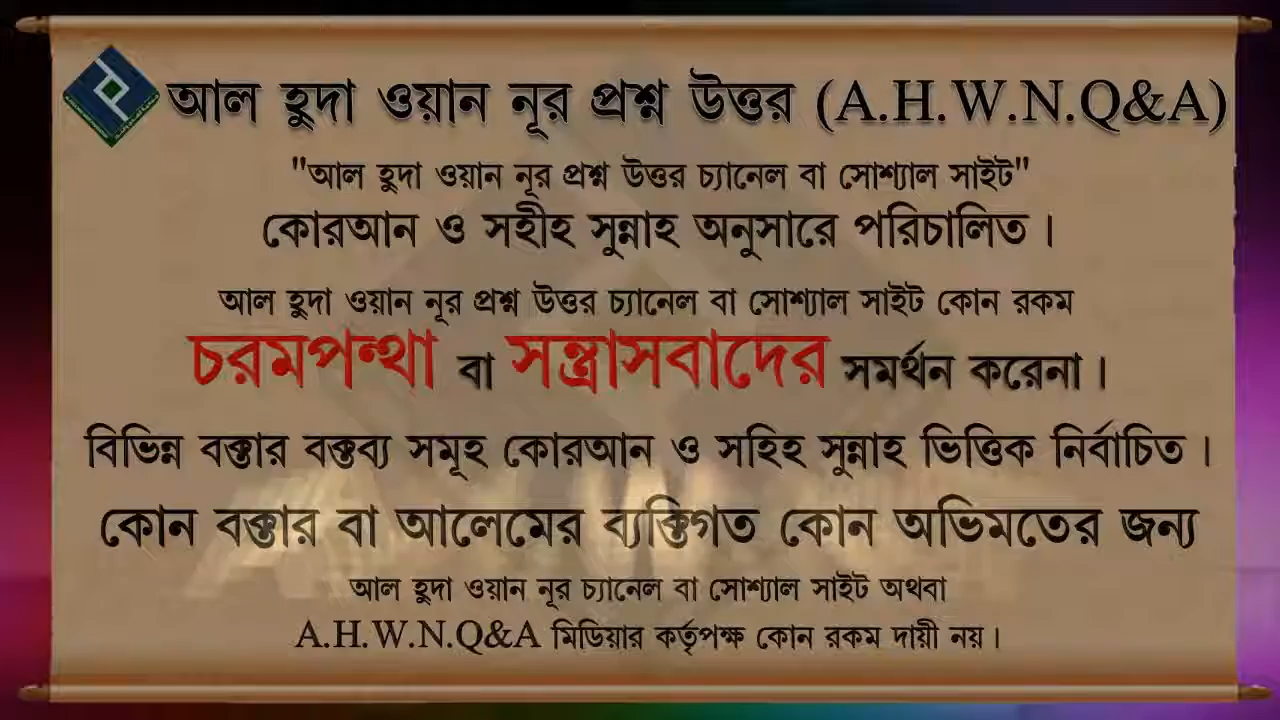 আল হুদা ওয়ান নূর প্রশ্ন উত্তর (A.H.W.N.Q&A)
"আল হুদা ওয়ান নূর প্রশ্ন উত্তর চ্যানেল বা সোশ্যাল সাইট"
কোরআন ও সহীহ সুন্নাহ অনুসারে পরিচালিত।
আল হুদা ওয়ান নূর প্রশ্ন উত্তর চ্যানেল বা সোশ্যাল সাইট কোন রকম
চরমপন্থা বা সন্ত্রাসবাদের সমর্থন করেনা।
বিভিন্ন বক্তার বক্তব্য সমূহ কোরআন ও সহিহ সুন্নাহ ভিত্তিক নির্বাচিত।
কোন বক্তার বা আলেমের ব্যক্তিগত কোন অভিমতের জন্য
আল হুদা ওয়ান নূর চ্যানেল বা সোশ্যাল সাইট অথবা
A.H.W.N.Q&A মিডিয়ার কর্তৃপক্ষ কোন রকম দায়ী নয়।